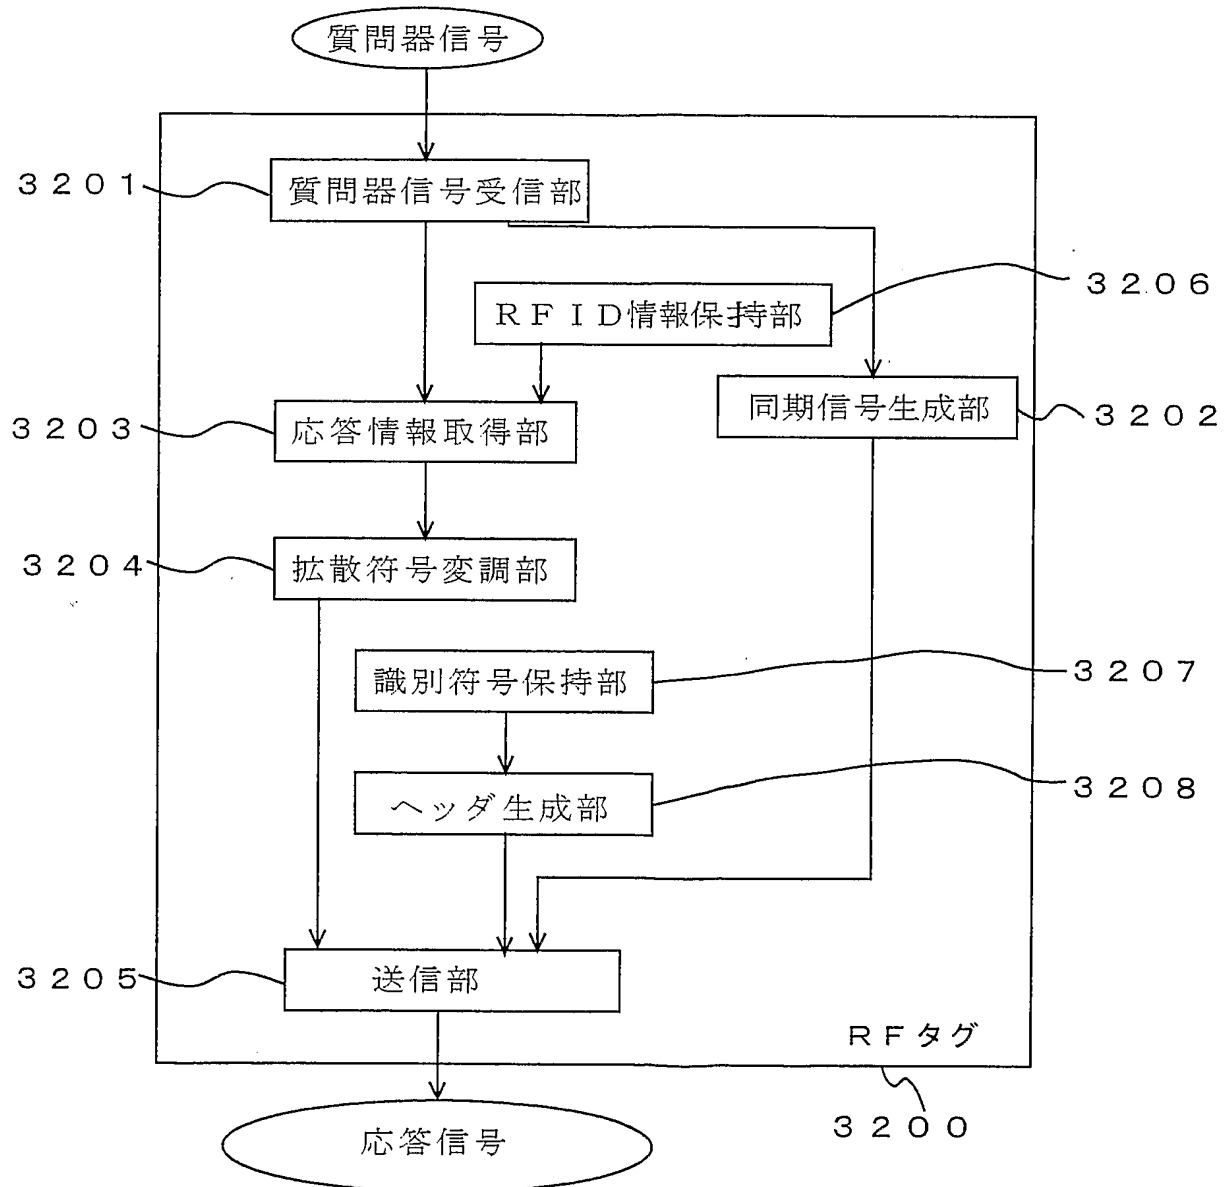 質問器信号
３２０１
質問器信号受信部
３２０６
ＲＦＩＤ情報保持部
３２０３
応答情報取得部
同期信号生成部
３２０２
３２０４
拡散符号変調部
識別符号保持部
３２０７
ヘッダ生成部
３２０８
３２０５
送信部
ＲＦタグ
３２００
応答信号